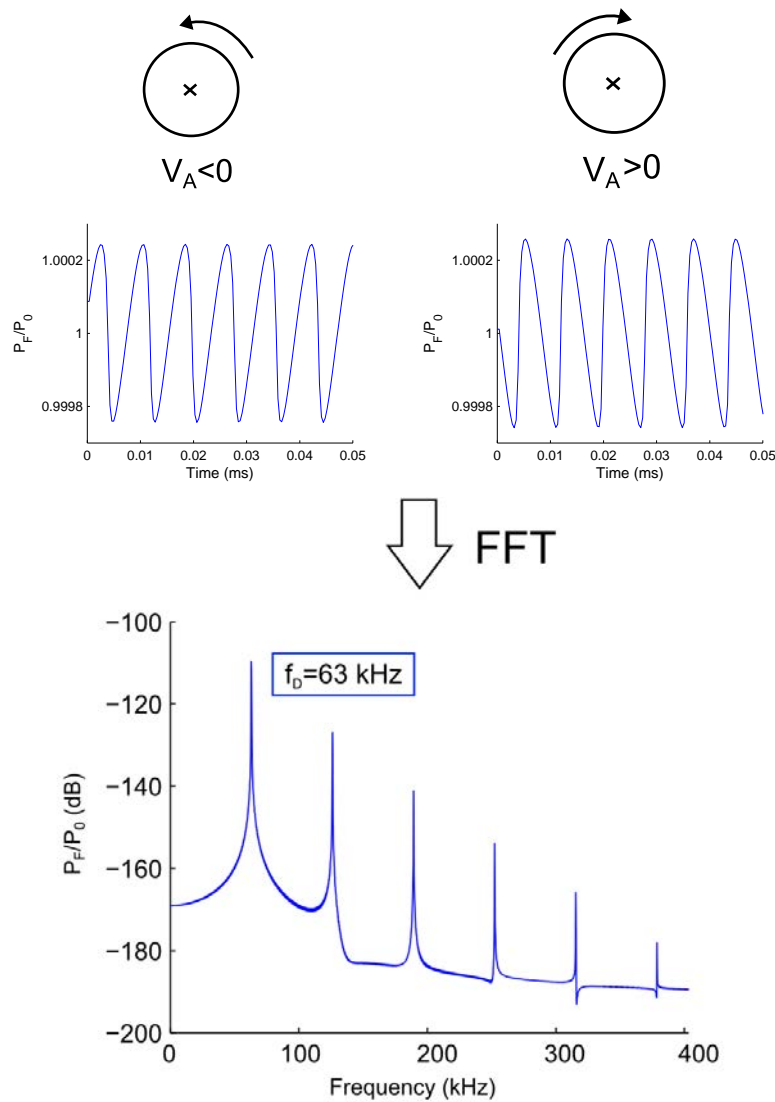 V_A<0
V_A>0
P_F/P_0
1.0002
1
0.9998
0 0.01 0.02 0.03 0.04 0.05
Time (ms)
P_F/P_0
1.0002
1
0.9998
0 0.01 0.02 0.03 0.04 0.05
Time (ms)
FFT
P_F/P_0 (dB)
−100
−120
−140
−160
−180
−200
f_D=63 kHz
0 100 200 300 400
Frequency (kHz)